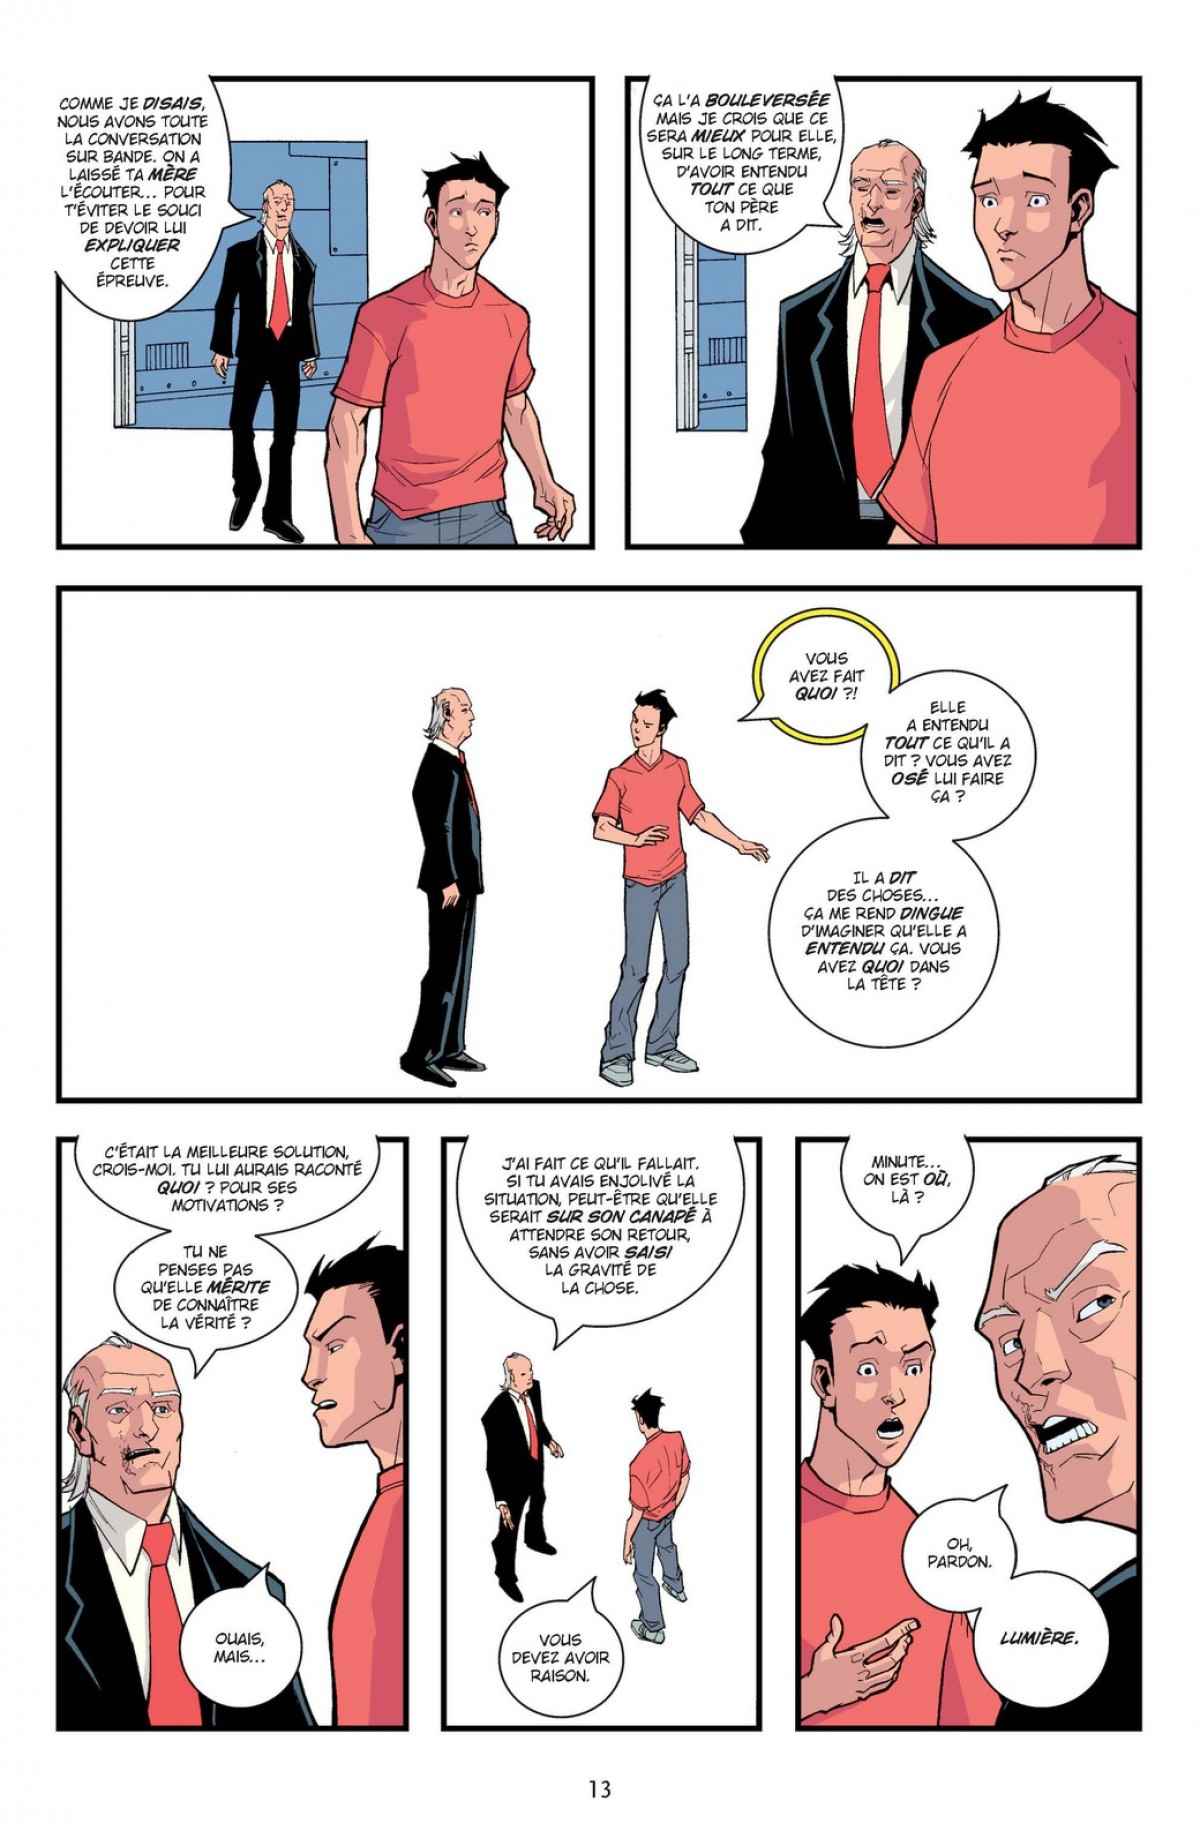 COMME JE DISAIS,
NOUS AVONS TOUTE
LA CONVERSATION
SUR BANDE. ON A
LAISSÉ TA MÈRE
L'ÉCOUTER... POUR
T'ÉVITER LE SOUCI
DE DEVOIR LUI
EXPLIQUER
CETTE
ÉPREUVE.
ÇA L'A BOULEVERSÉE
MAIS JE CROIS QUE CE
SERA MIEUX POUR ELLE,
SUR LE LONG TERME,
D'AVOIR ENTENDU
TOUT CE QUE
TON PÈRE
A DIT.
VOUS
AVEZ FAIT
QUOI ?!
ELLE
A ENTENDU
TOUT CE QU'IL A
DIT ? VOUS AVEZ
OSÉ LUI FAIRE
ÇA ?
IL A DIT
DES CHOSES...
ÇA ME REND DINGUE
D'IMAGINER QU'ELLE A
ENTENDU ÇA. VOUS
AVEZ QUOI DANS
LA TÊTE ?
C'ÉTAIT LA MEILLEURE SOLUTION,
CROIS-MOI. TU LUI AURAIS RACONTÉ
QUOI ? POUR SES
MOTIVATIONS ?
TU NE
PENSES PAS
QU'ELLE MÉRITE
DE CONNAÎTRE
LA VÉRITÉ ?
OUAIS,
MAIS...
J'AI FAIT CE QU'IL FALLAIT.
SI TU AVAIS ENJOLIVÉ LA
SITUATION, PEUT-ÊTRE QU'ELLE
SERAIT SUR SON CANAPÉ À
ATTENDRE SON RETOUR,
SANS AVOIR SAISI
LA GRAVITÉ DE
LA CHOSE.
VOUS
DEVEZ AVOIR
RAISON.
MINUTE...
ON EST OÙ,
LÀ ?
OH,
PARDON.
LUMIÈRE.
13